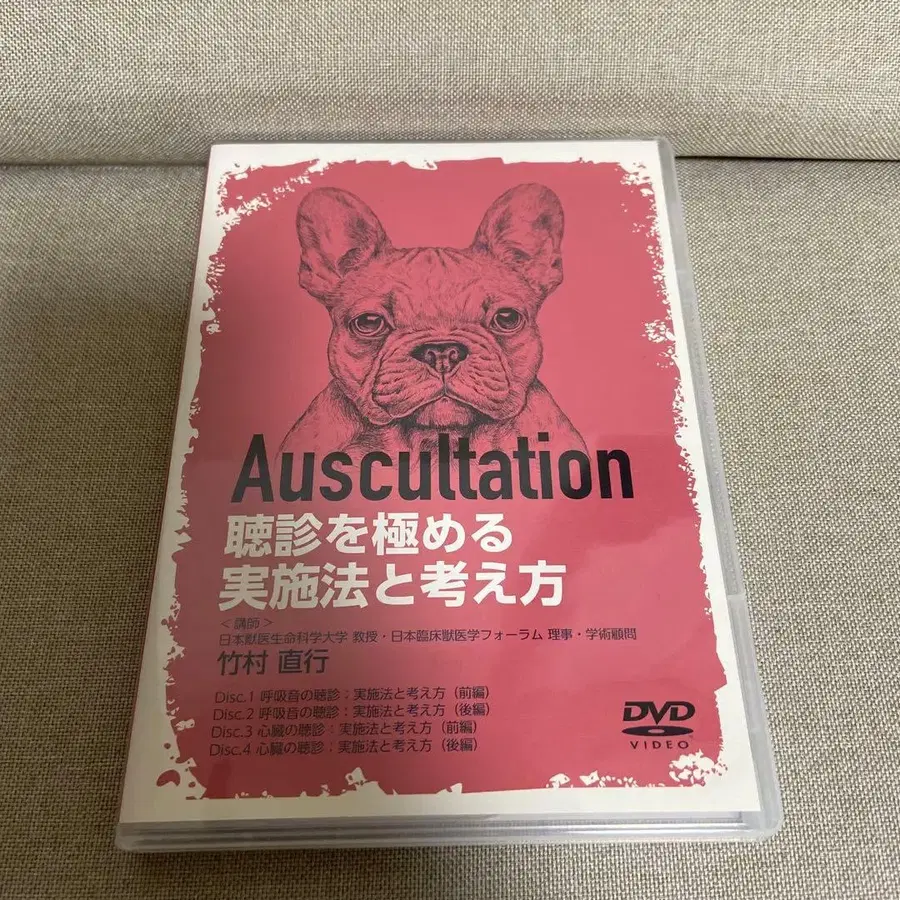 Auscultation
聴診を極める
実施法と考え方
＜講師＞
日本獣医生命科学大学 教授・日本臨床獣医学フォーラム 理事・学術顧問
竹村 直行
Disc.1 呼吸音の聴診：実施法と考え方（前編）
Disc.2 呼吸音の聴診：実施法と考え方（後編）
Disc.3 心臓の聴診：実施法と考え方（前編）
Disc.4 心臓の聴診：実施法と考え方（後編）
DVD
VIDEO